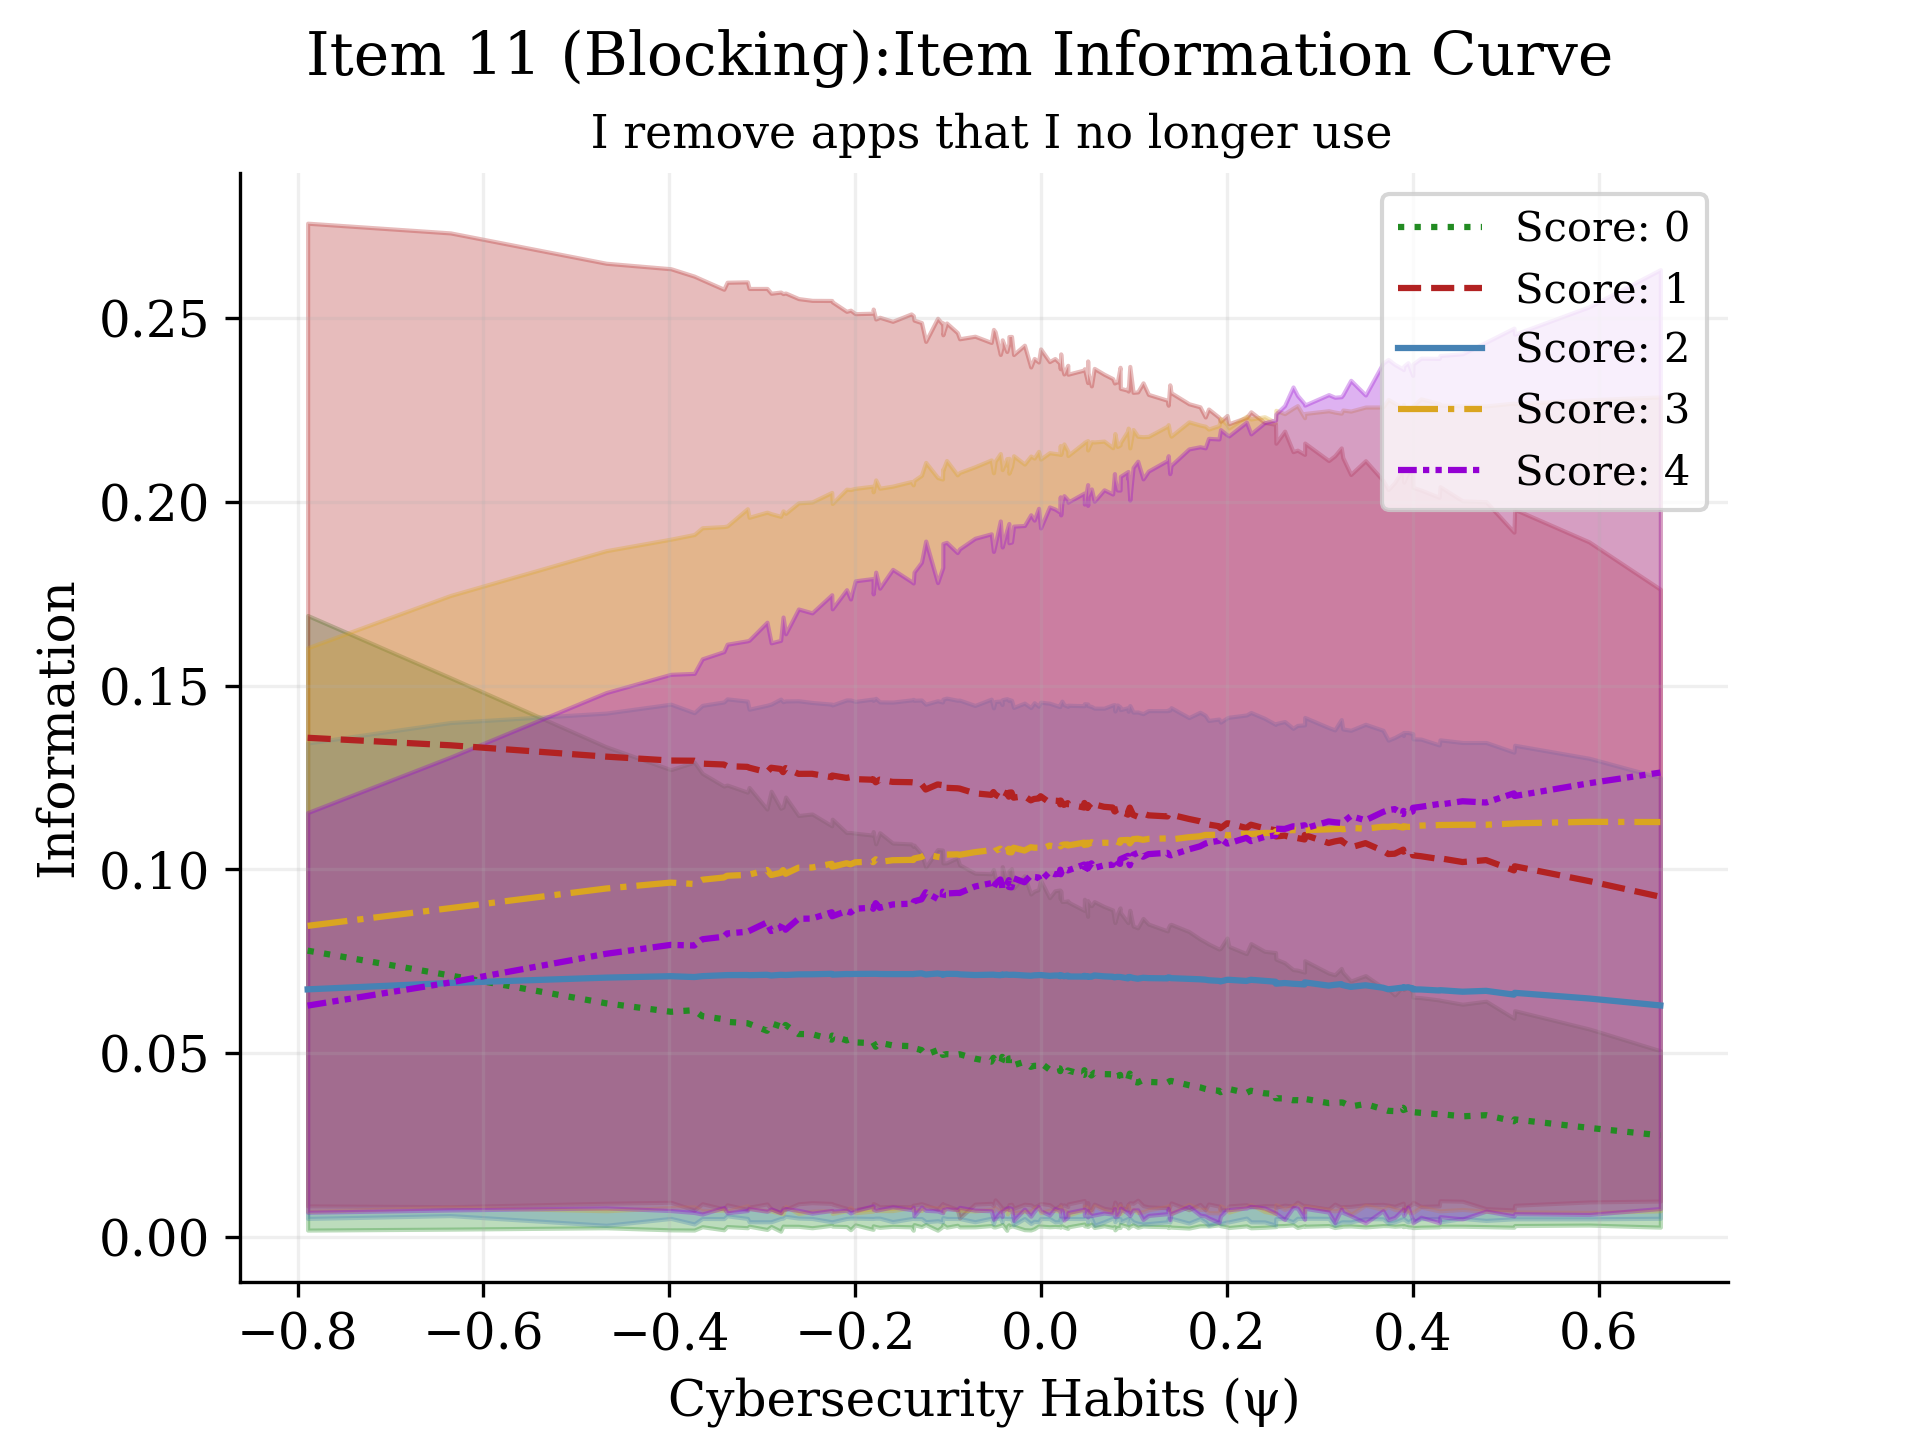 Item 11 (Blocking):Item Information Curve
I remove apps that I no longer use
Score: 0
Score: 1
Score: 2
Score: 3
Score: 4
Information
0.25
0.20
0.15
0.10
0.05
0.00
−0.8 −0.6 −0.4 −0.2 0.0 0.2 0.4 0.6
Cybersecurity Habits (ψ)